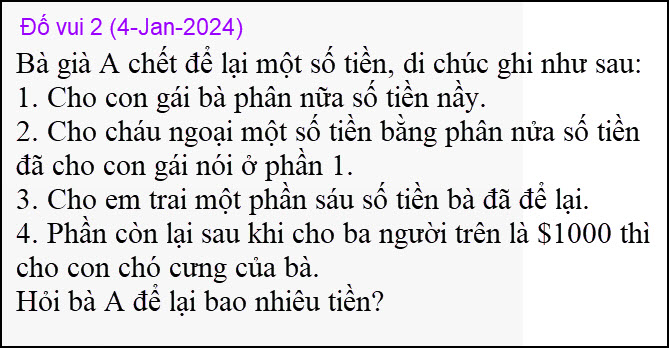 Đố vui 2 (4-Jan-2024)
Bà già A chết để lại một số tiền, di chúc ghi như sau:
1. Cho con gái bà phân nữa số tiền nầy.
2. Cho cháu ngoại một số tiền bằng phân nửa số tiền
đã cho con gái nói ở phần 1.
3. Cho em trai một phần sáu số tiền bà đã để lại.
4. Phần còn lại sau khi cho ba người trên là $1000 thì
cho con chó cưng của bà.
Hỏi bà A để lại bao nhiêu tiền?